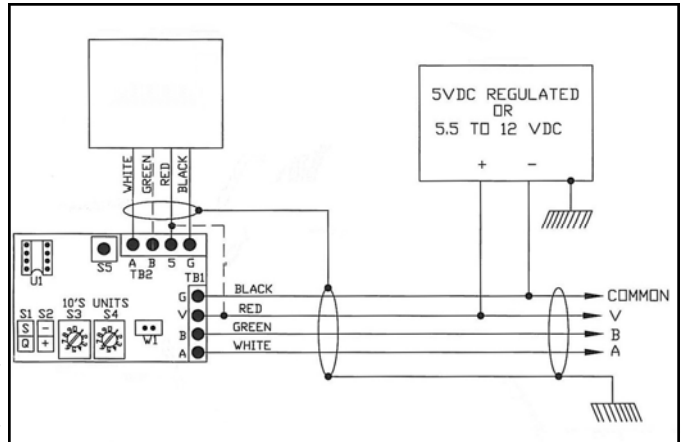 5VDC REGULATED
OR
5.5 TO 12 VDC
+ -
WHITE
GREEN
RED
BLACK
U1
S5
A B 5 G
TB2
TB1
S1 S2
10'S UNITS
S3 S4
S -
Q +
W1
G BLACK COMMON
V RED V
B GREEN B
A WHITE A